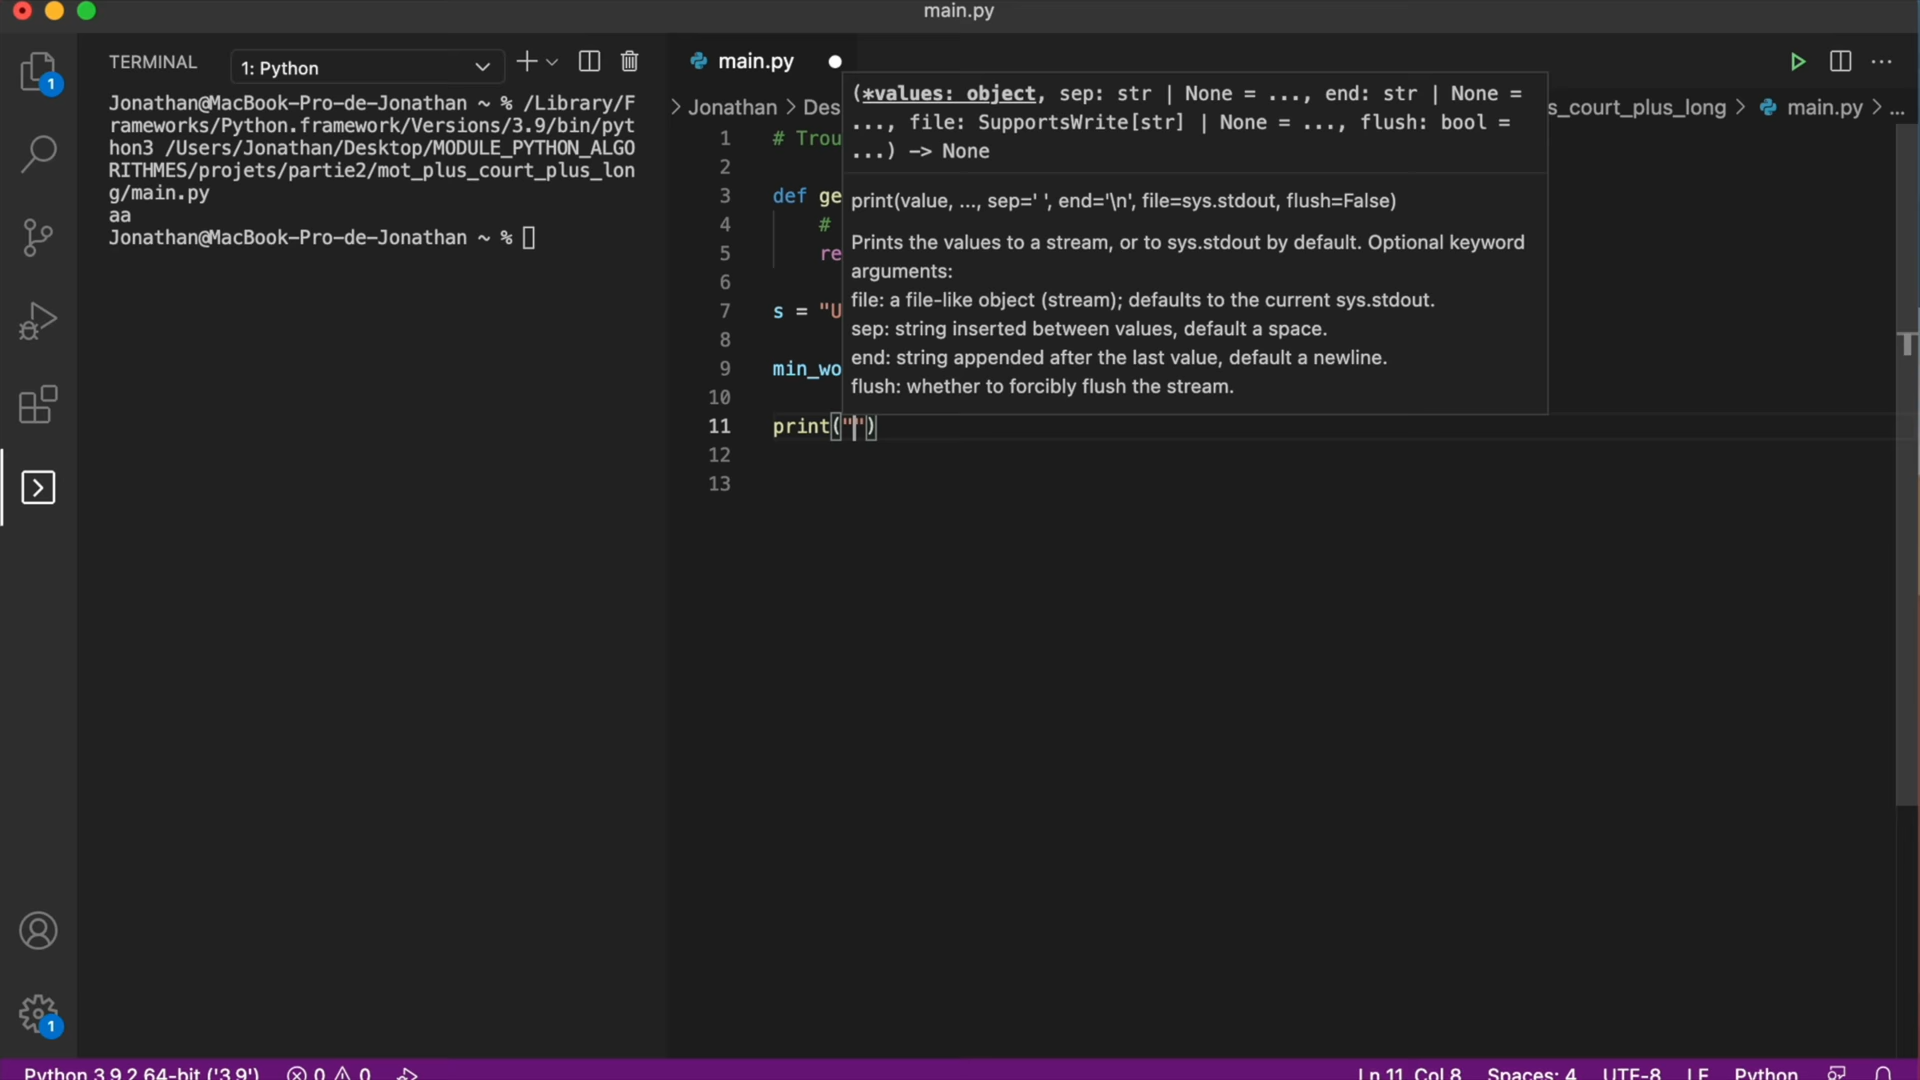 main.py
TERMINAL
1: Python
Jonathan@MacBook-Pro-de-Jonathan ~ % /Library/F
rameworks/Python.framework/Versions/3.9/bin/pyt
hon3 /Users/Jonathan/Desktop/MODULE_PYTHON_ALGO
RITHMES/projets/partie2/mot_plus_court_plus_lon
g/main.py
aa
Jonathan@MacBook-Pro-de-Jonathan ~ %
main.py
> Jonathan > Des
s_court_plus_long > main.py > ...
(*values: object, sep: str | None = ..., end: str | None =
..., file: SupportsWrite[str] | None = ..., flush: bool =
...) -> None
print(value, ..., sep=' ', end='\n', file=sys.stdout, flush=False)
Prints the values to a stream, or to sys.stdout by default. Optional keyword
arguments:
file: a file-like object (stream); defaults to the current sys.stdout.
sep: string inserted between values, default a space.
end: string appended after the last value, default a newline.
flush: whether to forcibly flush the stream.
1 # Trou
2
3 def ge
4 #
5 re
6
7 s = "U
8
9 min_wo
10
11 print("")
12
13
1
1
Python 3.9.2 64-bit ('3.9') 0 0
Ln 11, Col 8 Spaces: 4 UTF-8 LF Python